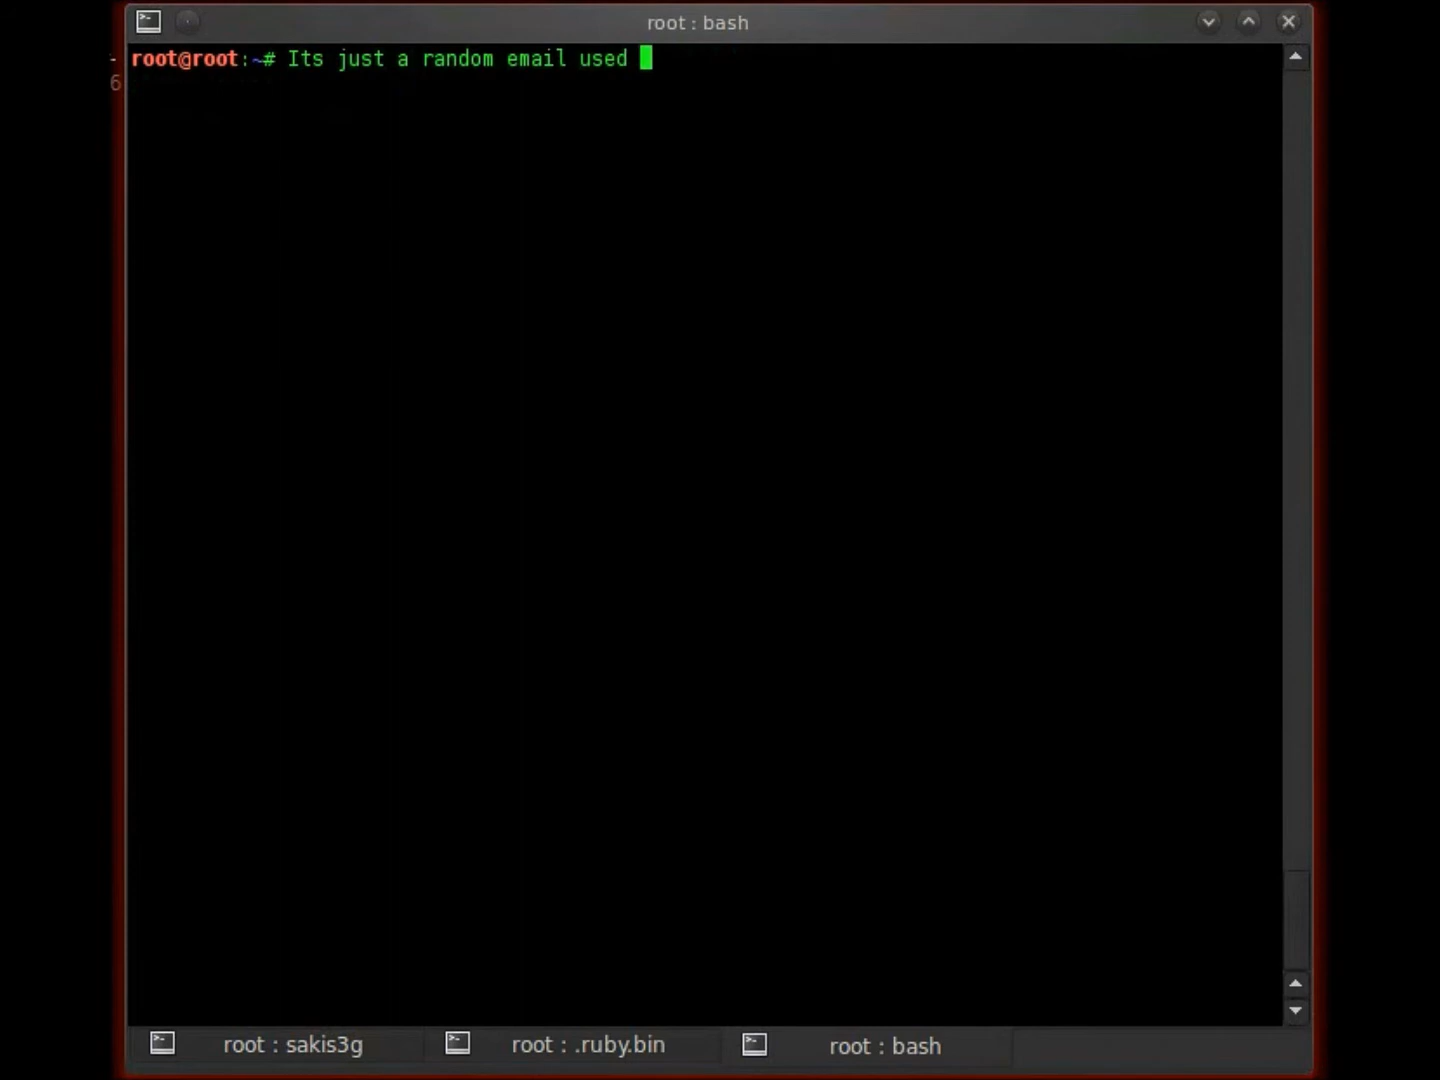 root : bash
root@root:~# Its just a random email used
6
root : sakis3g
root : .ruby.bin
root : bash